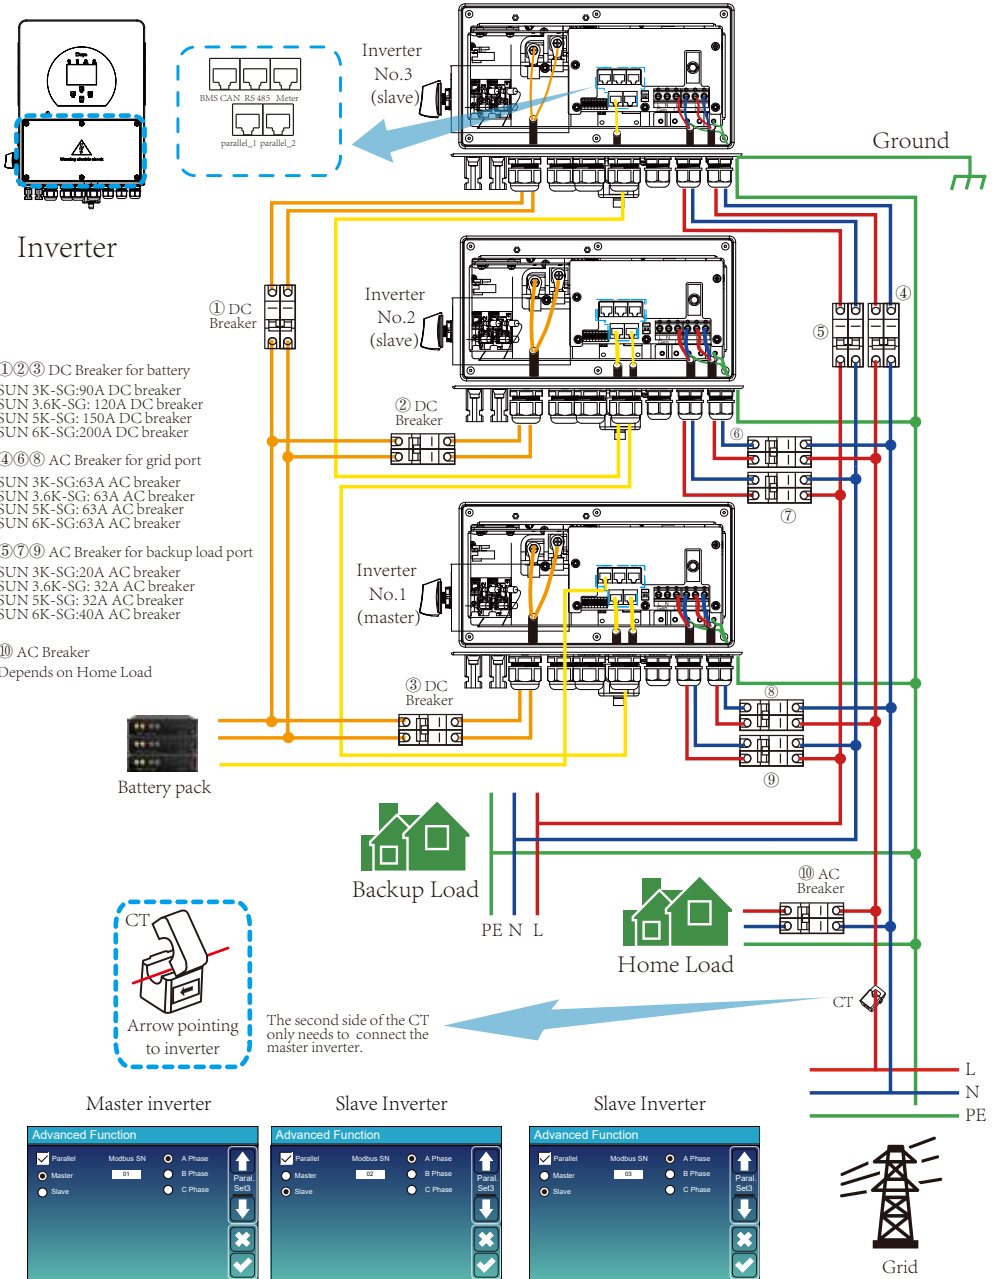 Inverter
No.3
(slave)
BMS CAN RS 485 Meter
parallel_1 parallel_2
Ground
Inverter
① DC
Breaker
Inverter
No.2
(slave)
④
⑤
①②③ DC Breaker for battery
SUN 3K-SG:90A DC breaker
SUN 3.6K-SG: 120A DC breaker
SUN 5K-SG: 150A DC breaker
SUN 6K-SG:200A DC breaker
② DC
Breaker
⑥
⑦
④⑥⑧ AC Breaker for grid port
SUN 3K-SG:63A AC breaker
SUN 3.6K-SG: 63A AC breaker
SUN 5K-SG: 63A AC breaker
SUN 6K-SG:63A AC breaker
⑤⑦⑨ AC Breaker for backup load port
SUN 3K-SG:20A AC breaker
SUN 3.6K-SG: 32A AC breaker
SUN 5K-SG: 32A AC breaker
SUN 6K-SG:40A AC breaker
Inverter
No.1
(master)
⑩ AC Breaker
Depends on Home Load
③ DC
Breaker
⑧
⑨
Battery pack
Backup Load
PE N L
⑩ AC
Breaker
Home Load
CT
Arrow pointing
to inverter
The second side of the CT
only needs to connect the
master inverter.
CT
L
N
PE
Master inverter
Slave Inverter
Slave Inverter
Advanced Function
Parallel Modbus SN A Phase
Master 01 B Phase
Slave C Phase
Paral.
Set3
Advanced Function
Parallel Modbus SN A Phase
Master 02 B Phase
Slave C Phase
Paral.
Set3
Advanced Function
Parallel Modbus SN A Phase
Master 03 B Phase
Slave C Phase
Paral.
Set3
Grid